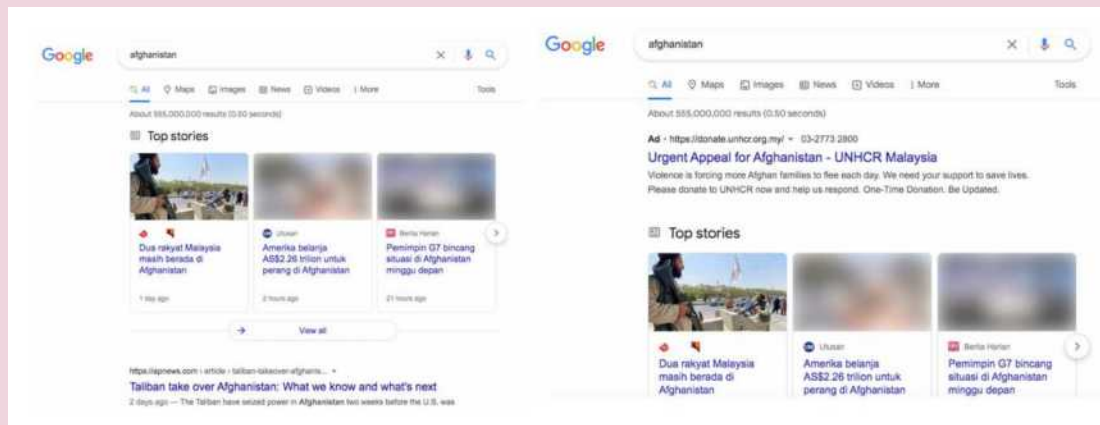 Google
afghanistan
All Maps Images News Videos More Tools
About 555,000,000 results (0.50 seconds)
Top stories
Dua rakyat Malaysia
masih berada di
Afghanistan
1 day ago
Utusan
Amerika belanja
AS$2.26 trilion untuk
perang di Afghanistan
2 hours ago
Berita Harian
Pemimpin G7 bincang
situasi di Afghanistan
minggu depan
21 hours ago
View all
https://apnews.com › article › taliban-takeover-afghanis...
Taliban take over Afghanistan: What we know and what's next
2 days ago — The Taliban have seized power in Afghanistan two weeks before the U.S. was
Google
afghanistan
All Maps Images News Videos More Tools
About 555,000,000 results (0.50 seconds)
Ad · https://donate.unhcr.org.my/ 03-2773 2800
Urgent Appeal for Afghanistan - UNHCR Malaysia
Violence is forcing more Afghan families to flee each day. We need your support to save lives.
Please donate to UNHCR now and help us respond. One-Time Donation. Be Updated.
Top stories
Dua rakyat Malaysia
masih berada di
Afghanistan
Utusan
Amerika belanja
AS$2.26 trilion untuk
perang di Afghanistan
Berita Harian
Pemimpin G7 bincang
situasi di Afghanistan
minggu depan